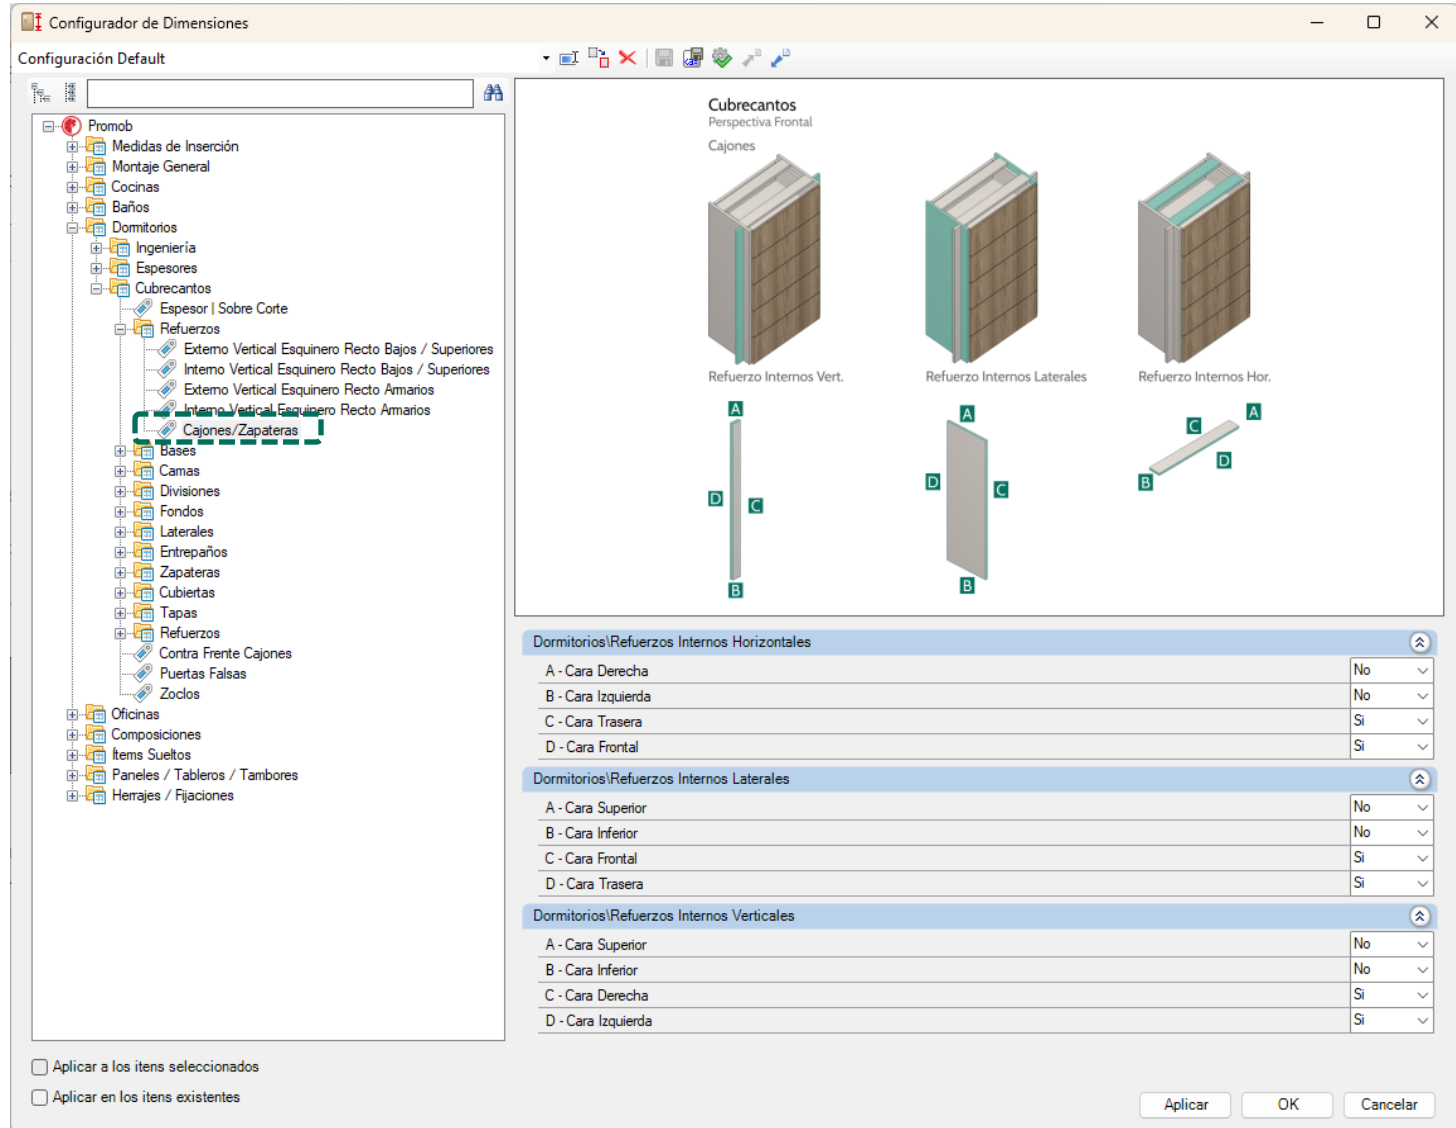 Configurador de Dimensiones
Configuración Default
Promob
Medidas de Inserción
Montaje General
Cocinas
Baños
Dormitorios
Ingeniería
Espesores
Cubrecantos
Espesor | Sobre Corte
Refuerzos
Externo Vertical Esquinero Recto Bajos / Superiores
Interno Vertical Esquinero Recto Bajos / Superiores
Externo Vertical Esquinero Recto Armarios
Interno Vertical Esquinero Recto Armarios
Cajones/Zapateras
Bases
Camas
Divisiones
Fondos
Laterales
Entrepaños
Zapateras
Cubiertas
Tapas
Refuerzos
Contra Frente Cajones
Puertas Falsas
Zoclos
Oficinas
Composiciones
Ítems Sueltos
Paneles / Tableros / Tambores
Herrajes / Fijaciones
Cubrecantos
Perspectiva Frontal
Cajones
Refuerzo Internos Vert.
Refuerzo Internos Laterales
Refuerzo Internos Hor.
A
D
C
B
A
D
C
B
A
C
D
B
Dormitorios\Refuerzos Internos Horizontales
A - Cara Derecha No
B - Cara Izquierda No
C - Cara Trasera Si
D - Cara Frontal Si
Dormitorios\Refuerzos Internos Laterales
A - Cara Superior No
B - Cara Inferior No
C - Cara Frontal Si
D - Cara Trasera Si
Dormitorios\Refuerzos Internos Verticales
A - Cara Superior No
B - Cara Inferior No
C - Cara Derecha Si
D - Cara Izquierda Si
Aplicar a los itens seleccionados
Aplicar en los itens existentes
Aplicar OK Cancelar